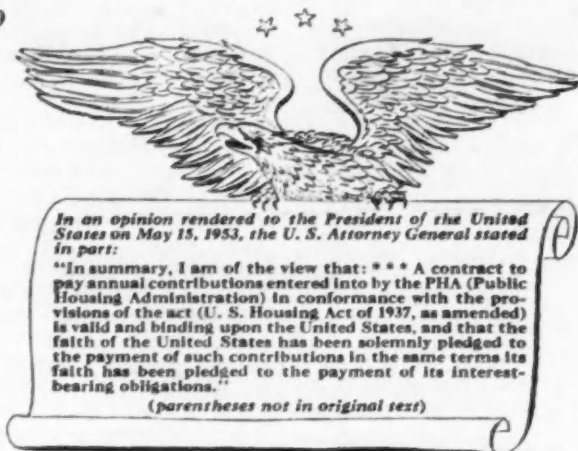 In an opinion rendered to the President of the United
States on May 15, 1953, the U. S. Attorney General stated
in part:
"In summary, I am of the view that: * * * A contract to
pay annual contributions entered into by the PHA (Public
Housing Administration) in conformance with the pro-
visions of the act (U. S. Housing Act of 1937, as amended)
is valid and binding upon the United States, and that the
faith of the United States has been solemnly pledged to
the payment of such contributions in the same terms its
faith has been pledged to the payment of its interest-
bearing obligations."
(parentheses not in original text)